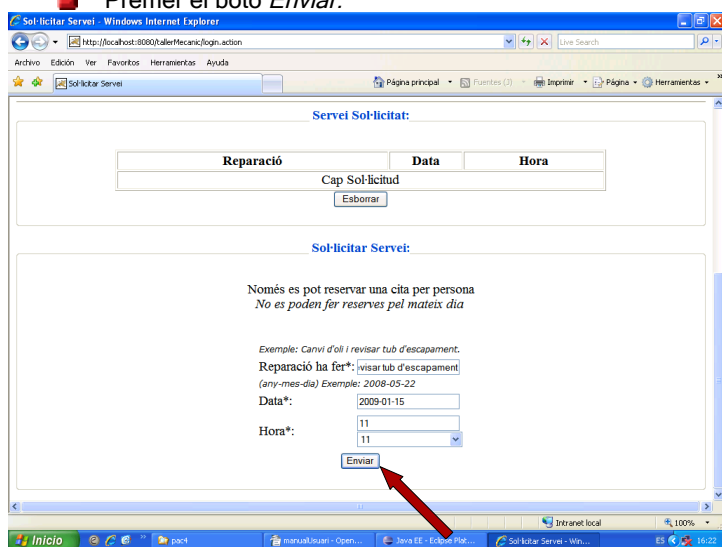 Premer el botó Enviar.
Sol·licitar Servei - Windows Internet Explorer
http://localhost:8080/tallerMecanic/login.action
Live Search
Archivo Edición Ver Favoritos Herramientas Ayuda
Sol·licitar Servei
Página principal Fuentes (J) Imprimir Página Herramientas »
Servei Sol·licitat:
Reparació Data Hora
Cap Sol·licitud
Esborrar
Sol·licitar Servei:
Només es pot reservar una cita per persona
No es poden fer reserves pel mateix dia
Exemple: Canvi d'oli i revisar tub d'escapament.
Reparació ha fer*: evisar tub d'escapament
(any-mes-dia) Exemple: 2008-05-22
Data*: 2009-01-15
Hora*: 11
11
Enviar
Intranet local 100%
Inicio » pac4 manualUsuari - Open... Java EE - Eclipse Plat... Sol·licitar Servei - Win... ES 16:22